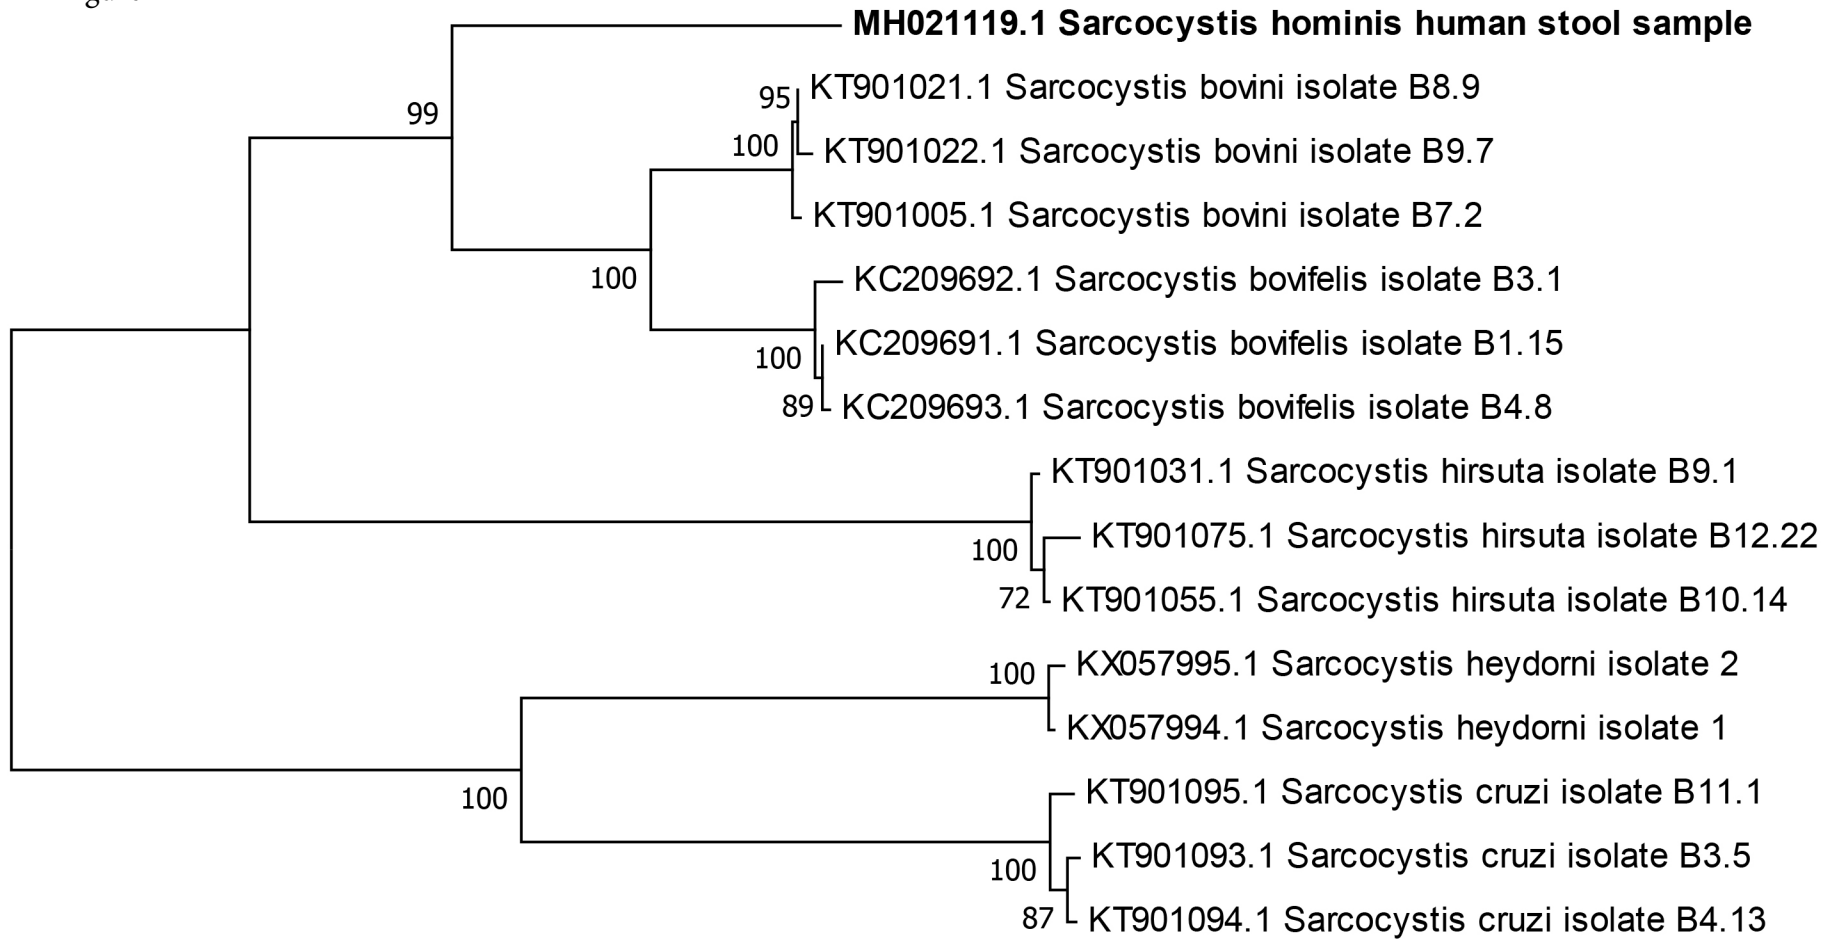 MH021119.1 Sarcocystis hominis human stool sample
99
95
KT901021.1 Sarcocystis bovini isolate B8.9
100
KT901022.1 Sarcocystis bovini isolate B9.7
KT901005.1 Sarcocystis bovini isolate B7.2
100
KC209692.1 Sarcocystis bovifelis isolate B3.1
100
KC209691.1 Sarcocystis bovifelis isolate B1.15
89
KC209693.1 Sarcocystis bovifelis isolate B4.8
KT901031.1 Sarcocystis hirsuta isolate B9.1
100
KT901075.1 Sarcocystis hirsuta isolate B12.22
72
KT901055.1 Sarcocystis hirsuta isolate B10.14
100
KX057995.1 Sarcocystis heydorni isolate 2
KX057994.1 Sarcocystis heydorni isolate 1
100
KT901095.1 Sarcocystis cruzi isolate B11.1
100
KT901093.1 Sarcocystis cruzi isolate B3.5
87
KT901094.1 Sarcocystis cruzi isolate B4.13